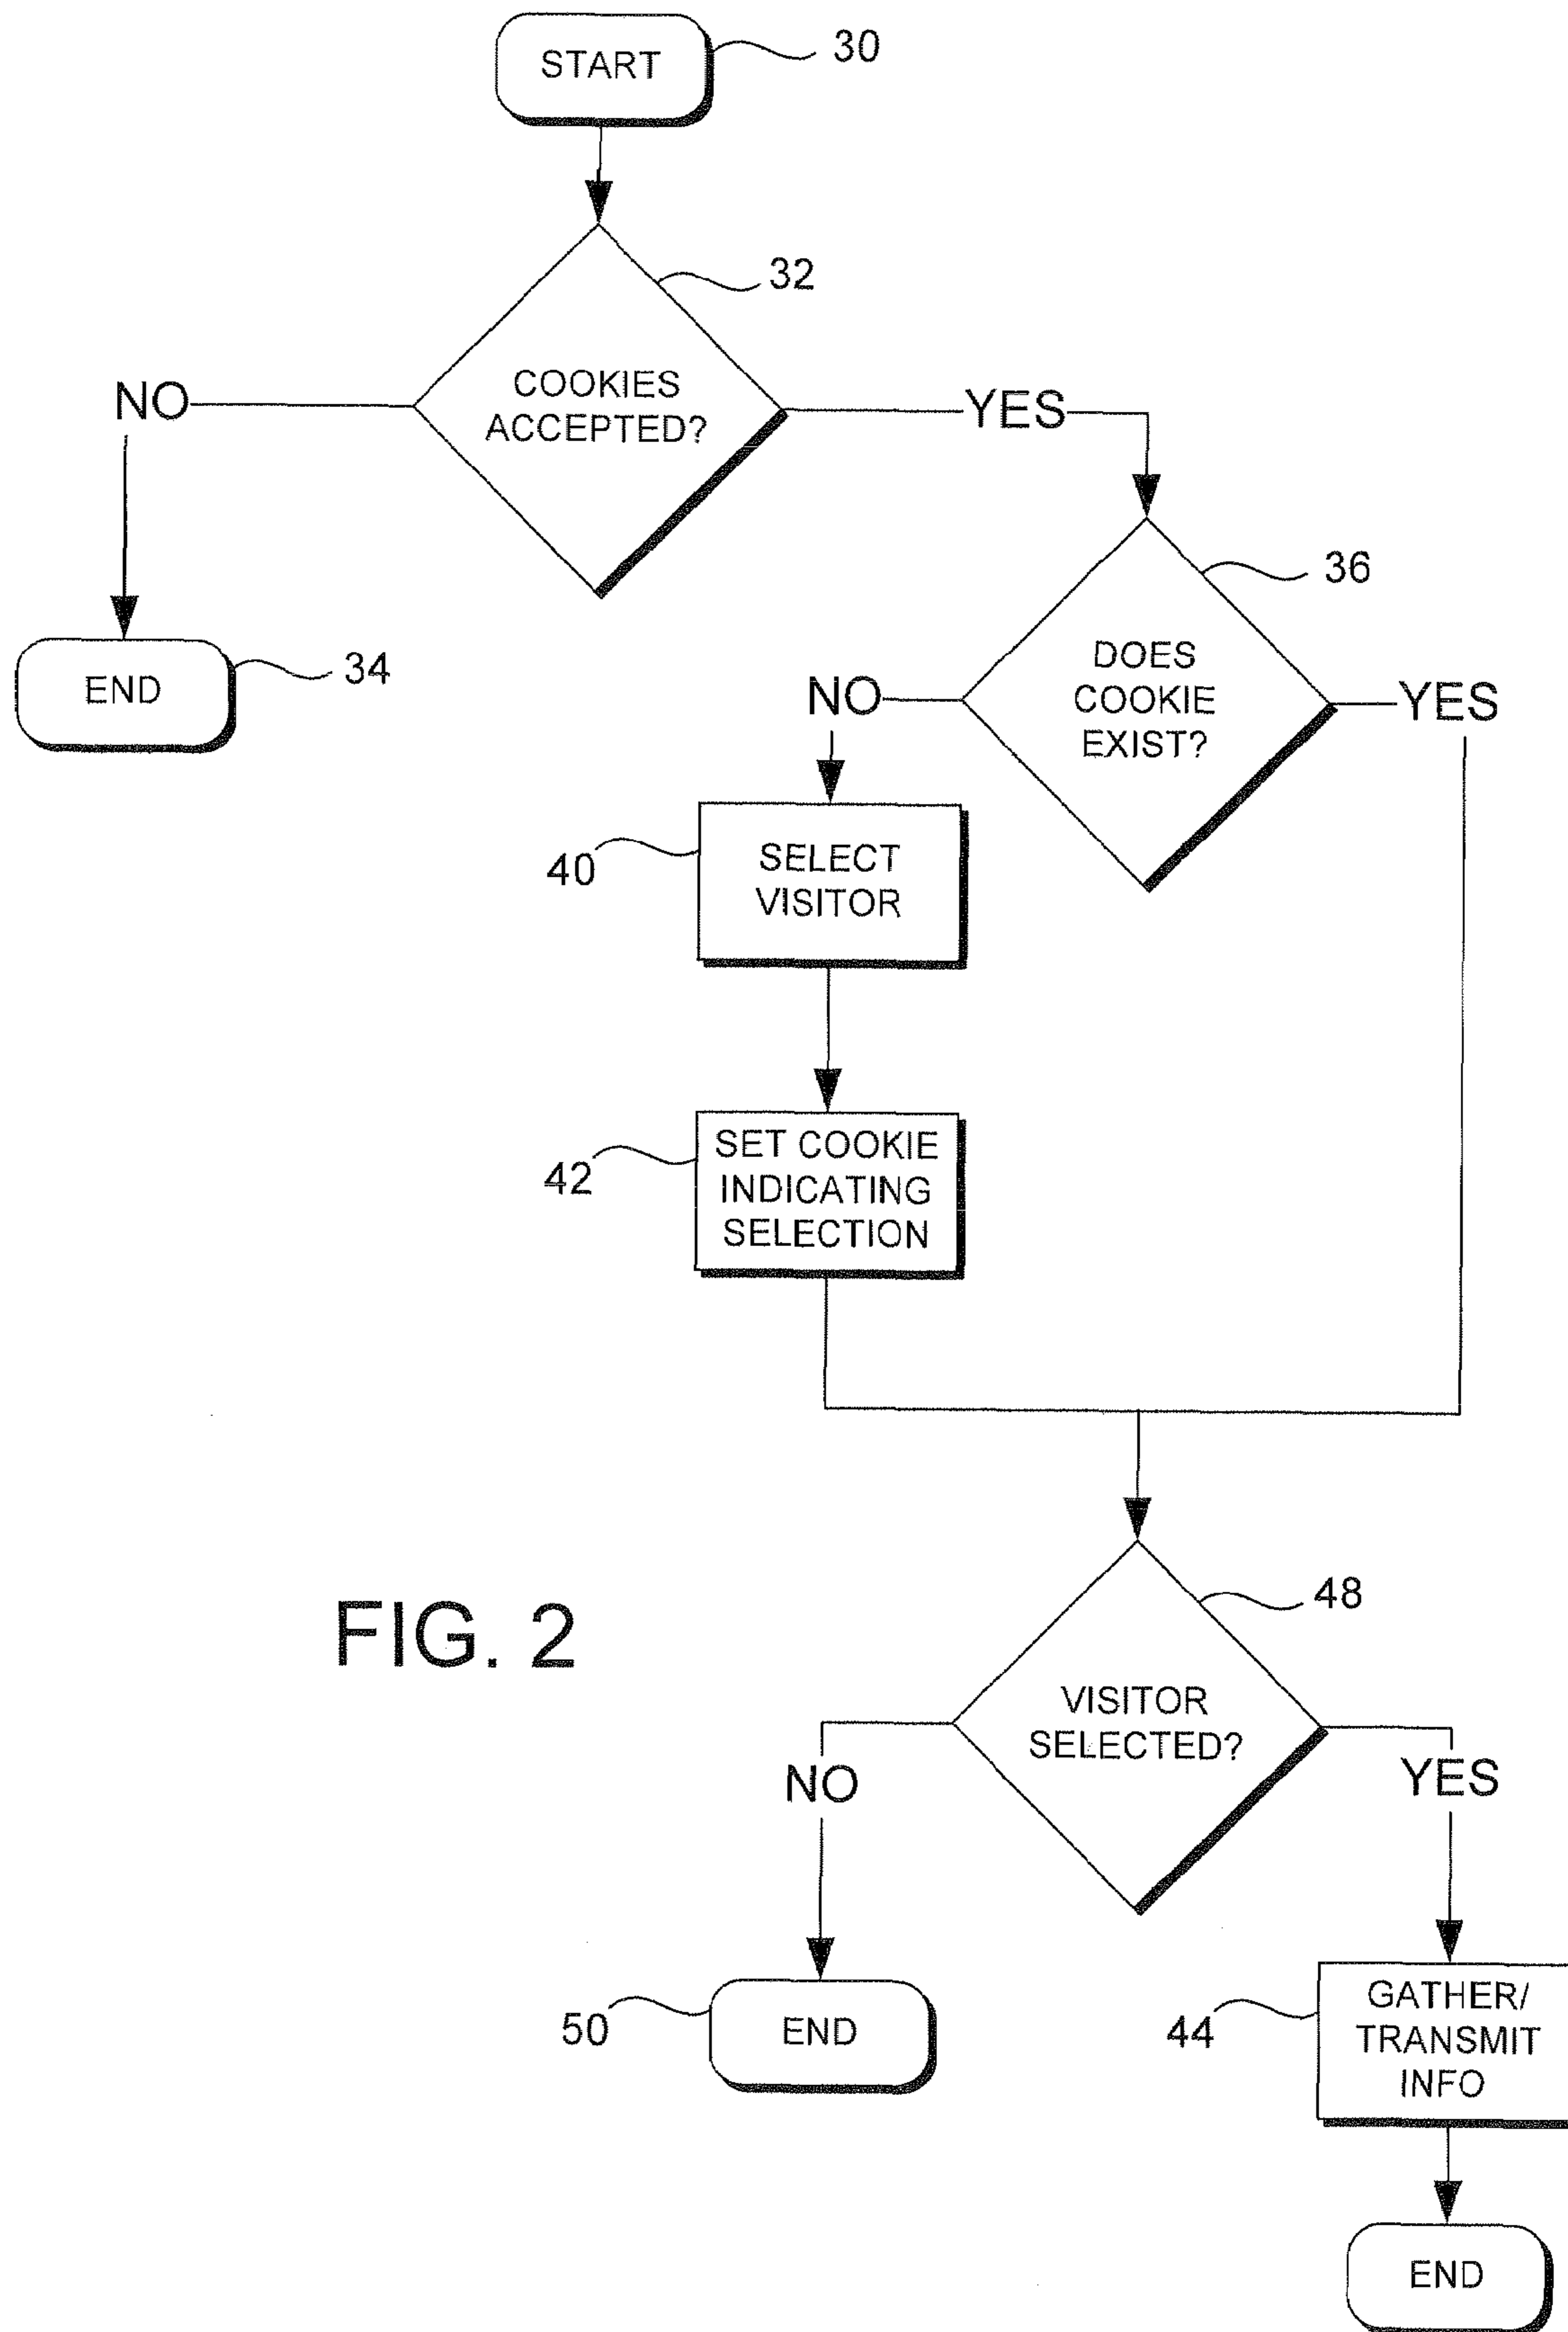 START
30
32
COOKIES
ACCEPTED?
NO
YES
36
DOES
COOKIE
EXIST?
NO
YES
END
34
40
SELECT
VISITOR
42
SET COOKIE
INDICATING
SELECTION
48
FIG. 2
VISITOR
SELECTED?
NO
YES
50
END
44
GATHER/
TRANSMIT
INFO
END